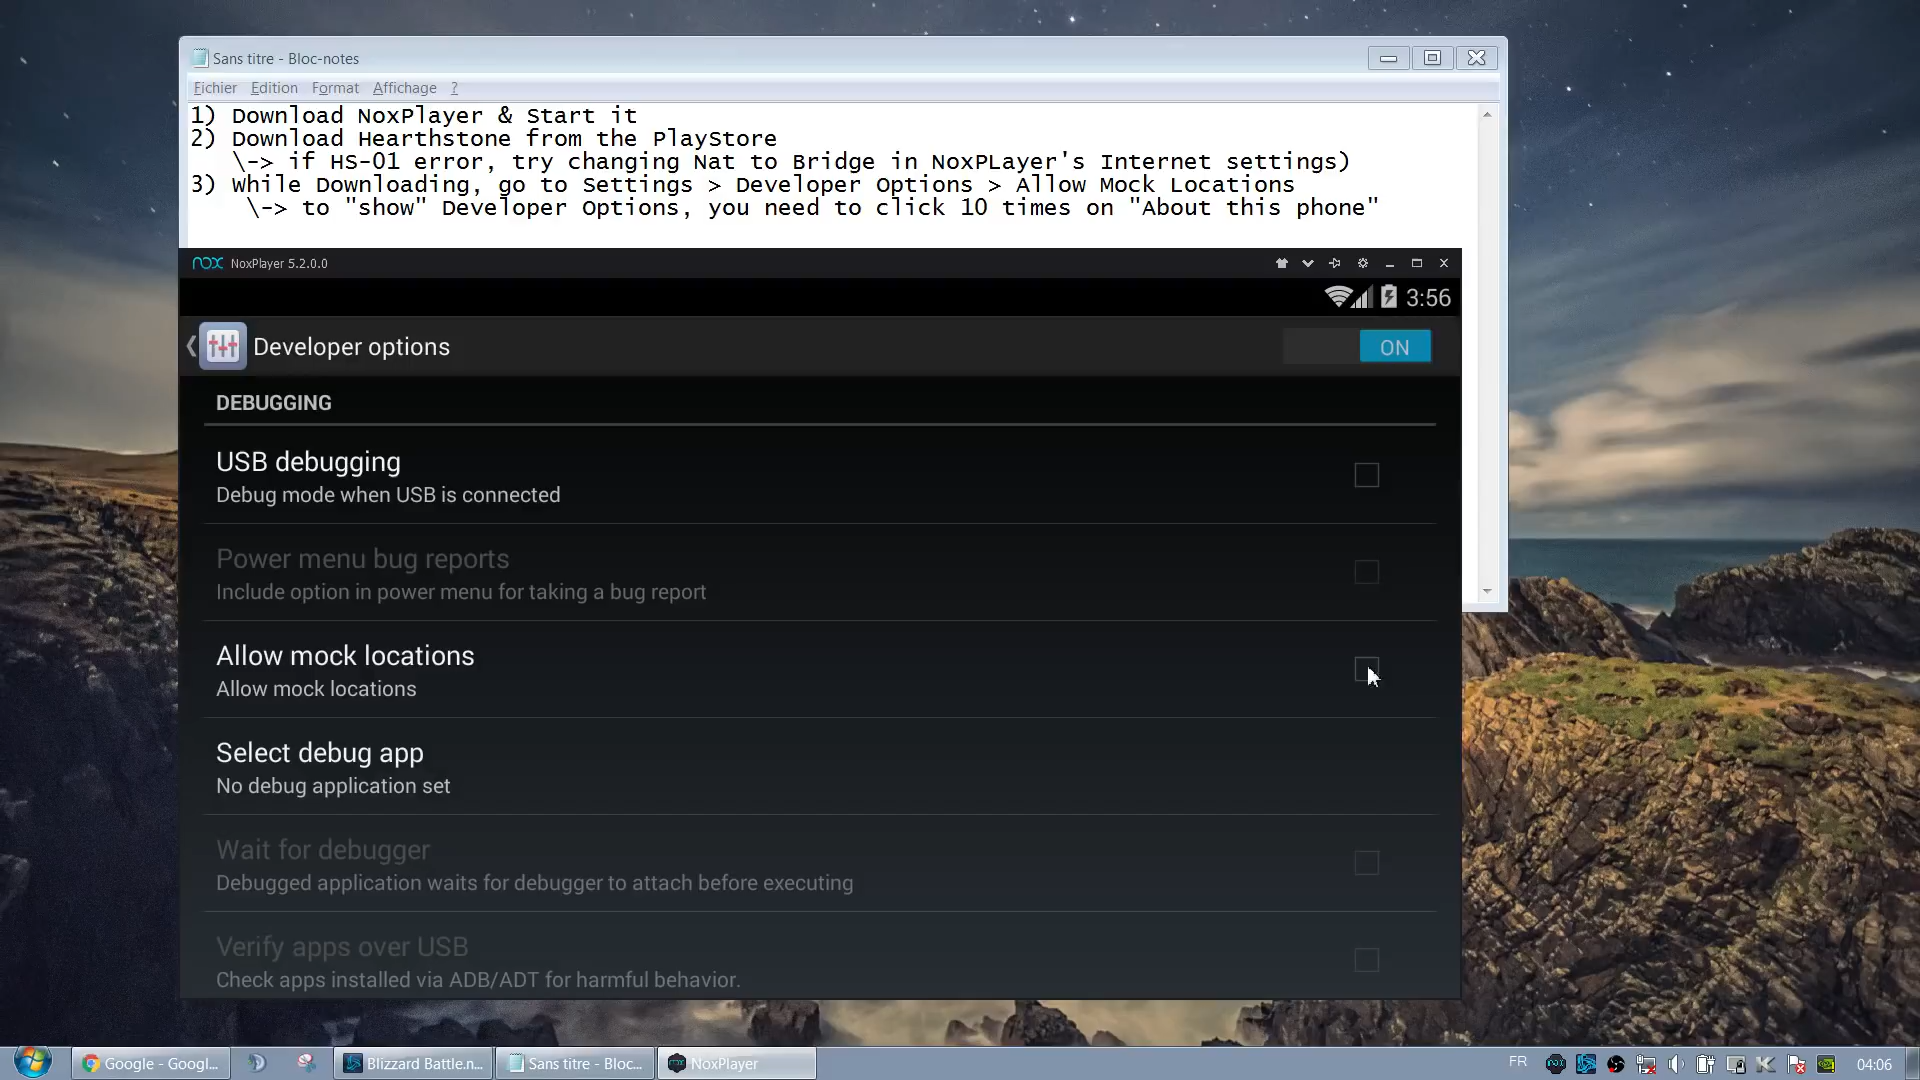 Sans titre - Bloc-notes
Fichier Edition Format Affichage ?
1) Download NoxPlayer & Start it
2) Download Hearthstone from the PlayStore
\-> if HS-01 error, try changing Nat to Bridge in NoxPLayer's Internet settings)
3) While Downloading, go to Settings > Developer Options > Allow Mock Locations
\-> to "show" Developer Options, you need to click 10 times on "About this phone"
nox NoxPlayer 5.2.0.0
3:56
Developer options
ON
DEBUGGING
USB debugging
Debug mode when USB is connected
Power menu bug reports
Include option in power menu for taking a bug report
Allow mock locations
Allow mock locations
Select debug app
No debug application set
Wait for debugger
Debugged application waits for debugger to attach before executing
Verify apps over USB
Check apps installed via ADB/ADT for harmful behavior.
Google - Googl...
Blizzard Battle.n...
Sans titre - Bloc...
NoxPlayer
FR
04:06